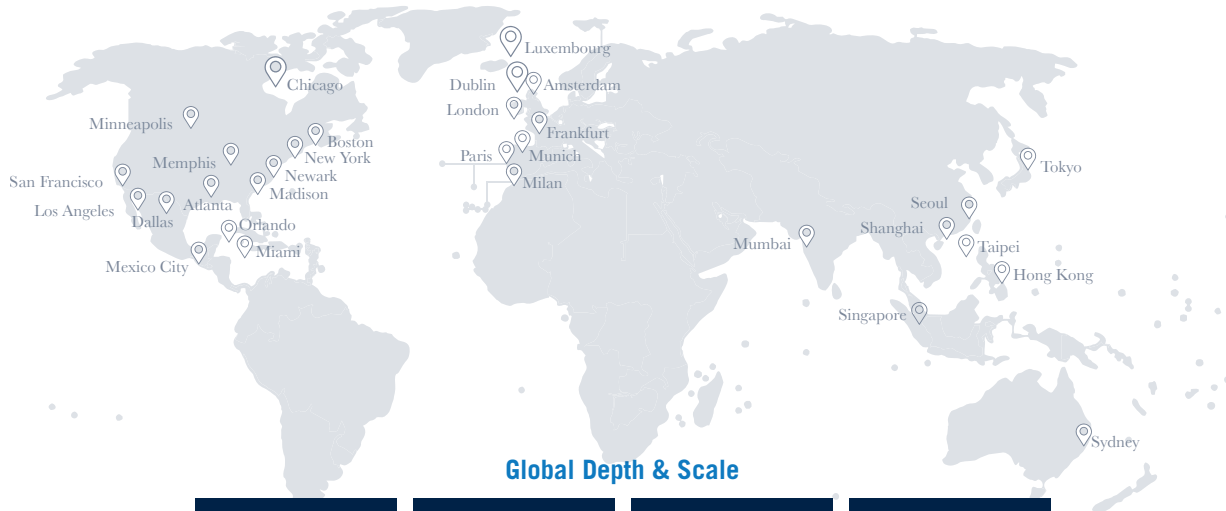 Luxembourg
Chicago
Dublin
Amsterdam
London
Minneapolis
Frankfurt
Boston
New York
Memphis
Paris
Munich
Tokyo
Newark
San Francisco
Milan
Madison
Los Angeles
Atlanta
Seoul
Dallas
Orlando
Shanghai
Mumbai
Taipei
Miami
Mexico City
Hong Kong
Singapore
Sydney
Global Depth & Scale